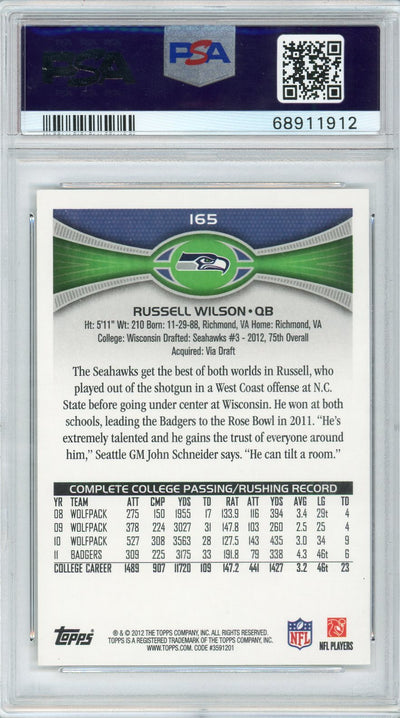 PSA
PSA
68911912
165
RUSSELL WILSON • QB
Ht: 5'11" Wt: 210 Born: 11-29-88, Richmond, VA Home: Richmond, VA
College: Wisconsin Drafted: Seahawks #3 - 2012, 75th Overall
Acquired: Via Draft
The Seahawks get the best of both worlds in Russell, who
played out of the shotgun in a West Coast offense at N.C.
State before going under center at Wisconsin. He won at both
schools, leading the Badgers to the Rose Bowl in 2011. "He's
extremely talented and he gains the trust of everyone around
him," Seattle GM John Schneider says. "He can tilt a room."
COMPLETE COLLEGE PASSING/RUSHING RECORD
YR TEAM ATT CMP YDS TD RAT ATT YDS AVG LG TD
08 WOLFPACK 275 150 1955 17 133.9 116 394 3.4 29t 4
09 WOLFPACK 378 224 3027 31 147.8 103 260 2.5 25 4
10 WOLFPACK 527 308 3563 28 127.5 143 435 3.0 34 9
11 BADGERS 309 225 3175 33 191.8 79 338 4.3 46t 6
COLLEGE CAREER 1489 907 11720 109 147.2 441 1427 3.2 46t 23
Topps
® & © 2012 THE TOPPS COMPANY, INC. ALL RIGHTS RESERVED.
TOPPS IS A REGISTERED TRADEMARK OF THE TOPPS COMPANY, INC.
WWW.TOPPS.COM. CODE #3591201
NFL
NFL PLAYERS